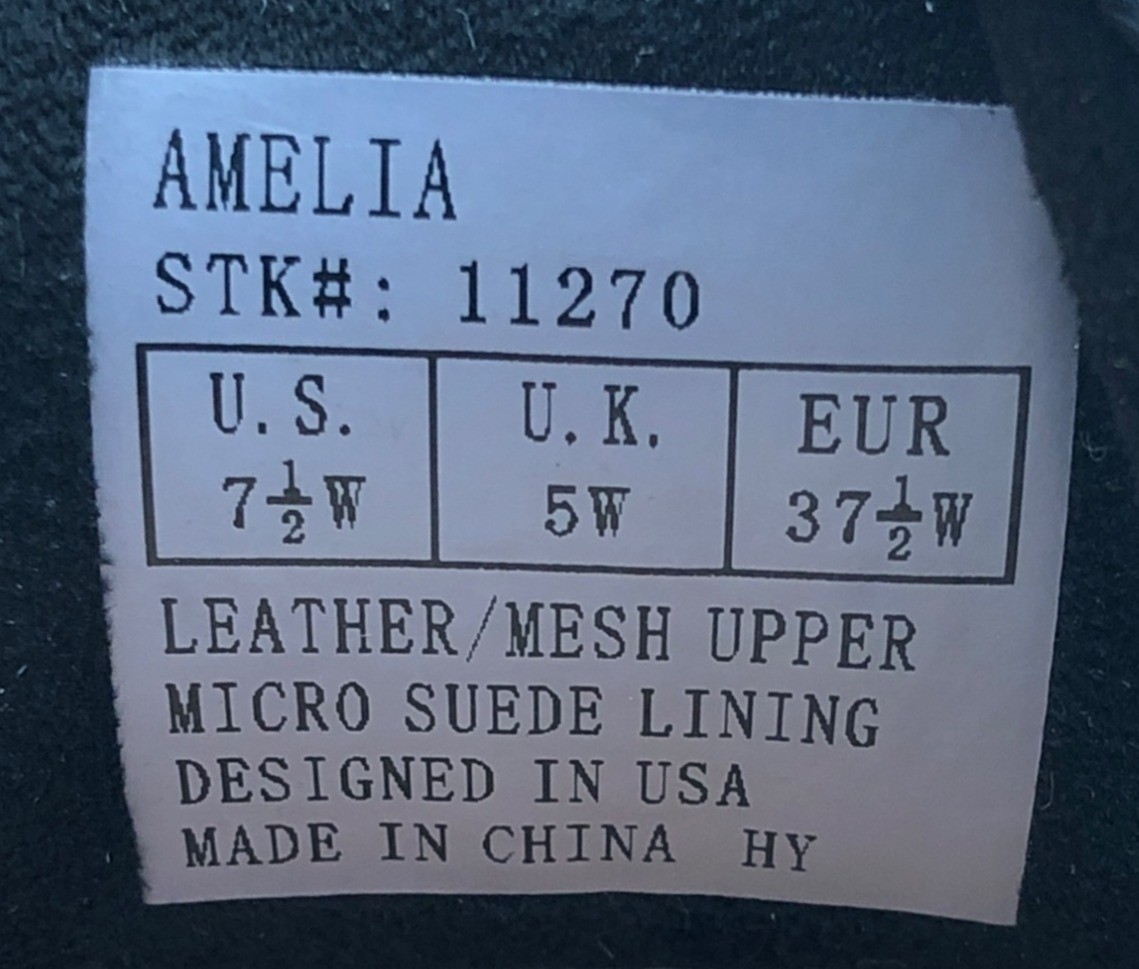 AMELIA
STK#: 11270
U.S. U.K. EUR
7½W 5W 37½W
LEATHER/MESH UPPER
MICRO SUEDE LINING
DESIGNED IN USA
MADE IN CHINA HY